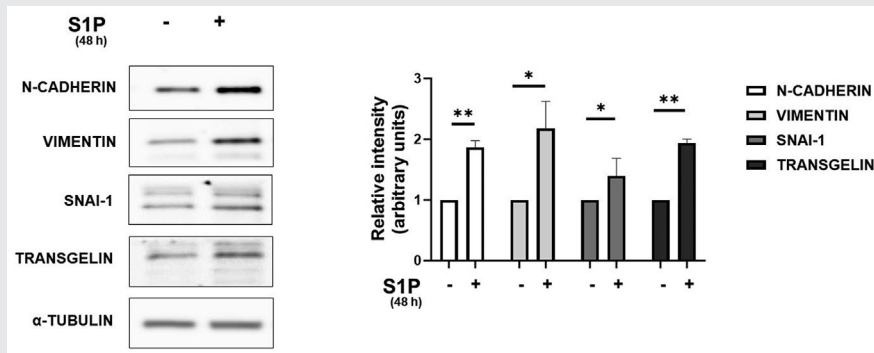 S1P - +
(48 h)
N-CADHERIN
VIMENTIN
SNAI-1
TRANSGELIN
α-TUBULIN
Relative intensity
(arbitrary units)
3
2
1
0
** * * **
- + - + - + - +
S1P
(48 h)
N-CADHERIN
VIMENTIN
SNAI-1
TRANSGELIN